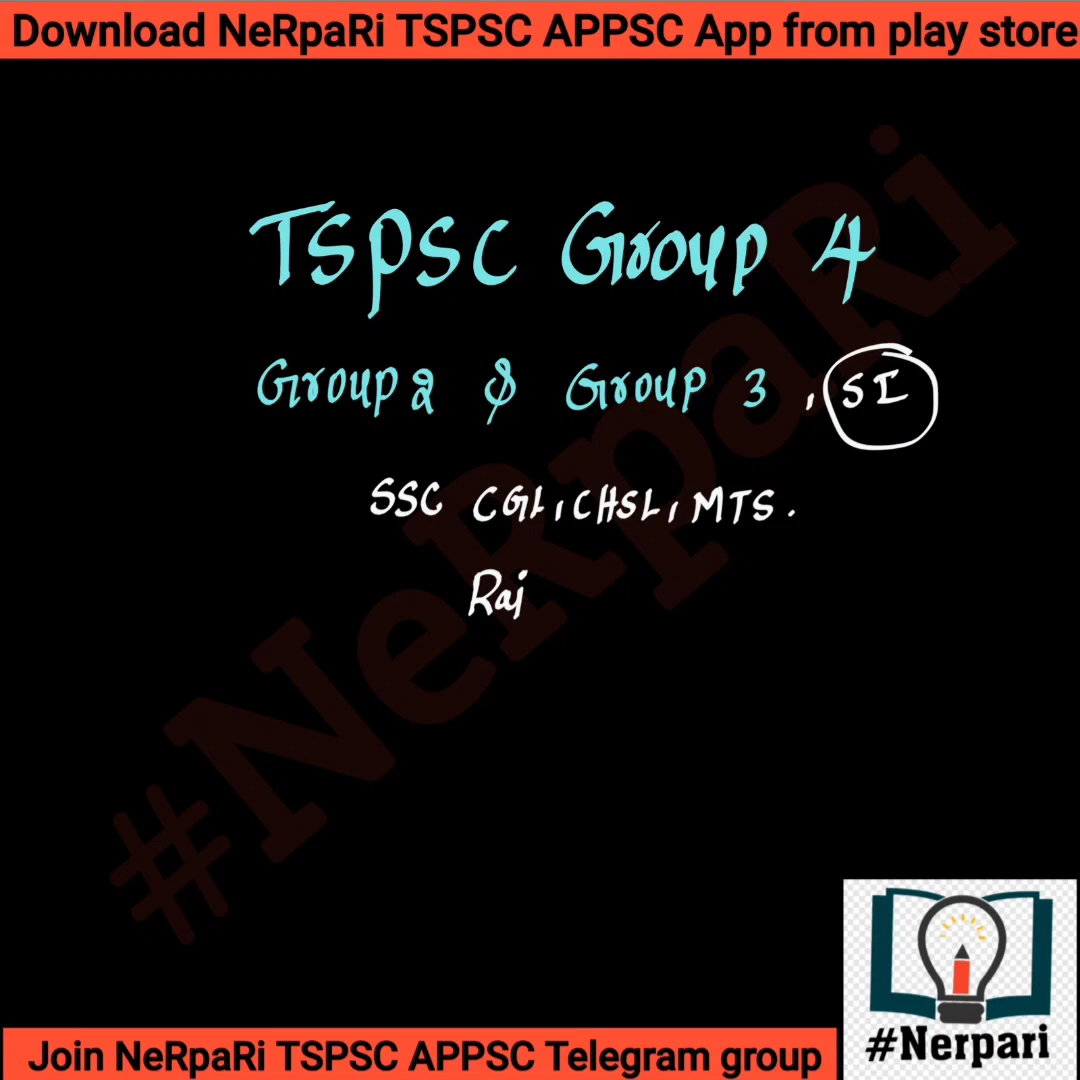 Download NeRpaRi TSPSC APPSC App from play store
TSPSC Group 4
Group 2 & Group 3 , SI
SSC CGL, CHSL, MTS.
Raj
#NeRpaRi
#Nerpari
Join NeRpaRi TSPSC APPSC Telegram group